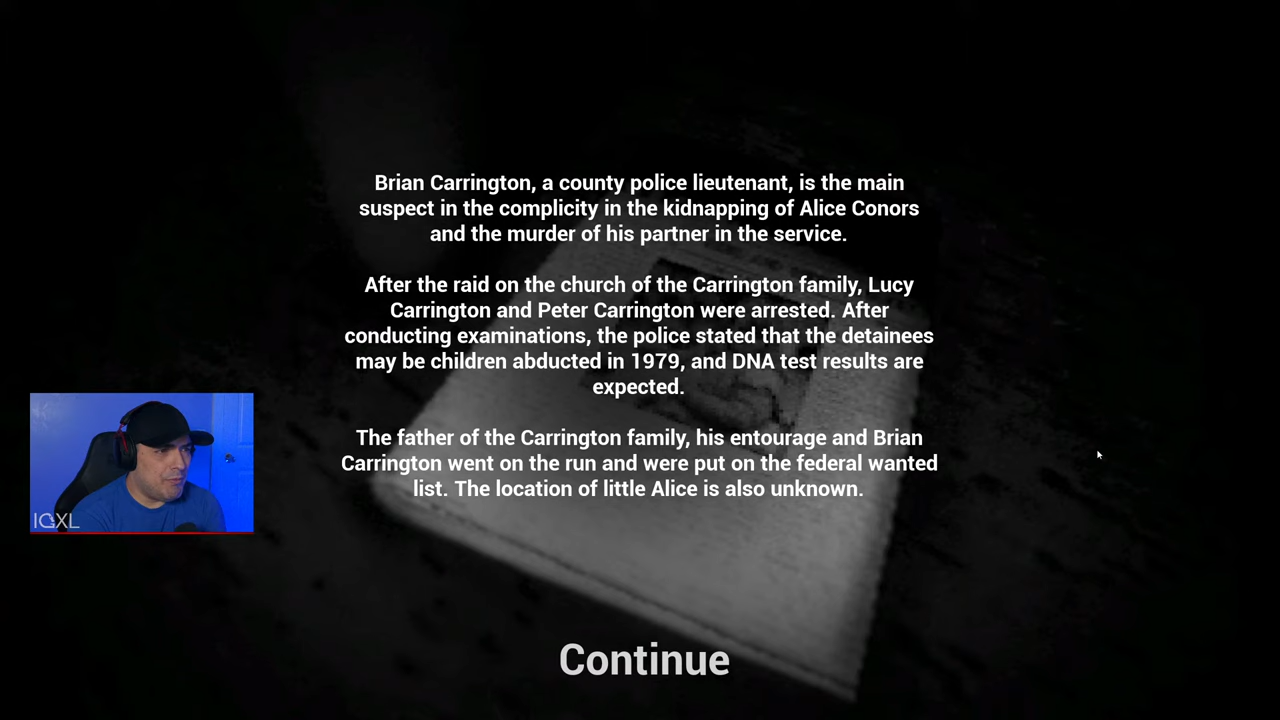 Brian Carrington, a county police lieutenant, is the main
suspect in the complicity in the kidnapping of Alice Conors
and the murder of his partner in the service.
After the raid on the church of the Carrington family, Lucy
Carrington and Peter Carrington were arrested. After
conducting examinations, the police stated that the detainees
may be children abducted in 1979, and DNA test results are
expected.
The father of the Carrington family, his entourage and Brian
Carrington went on the run and were put on the federal wanted
list. The location of little Alice is also unknown.
IGXL
Continue